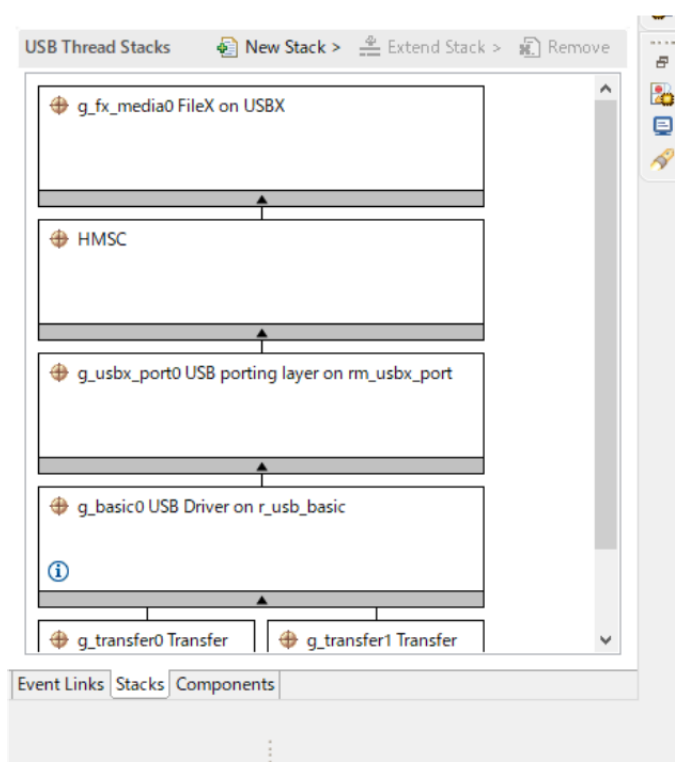 USB Thread Stacks New Stack > Extend Stack > Remove
g_fx_media0 FileX on USBX
HMSC
g_usbx_port0 USB porting layer on rm_usbx_port
g_basic0 USB Driver on r_usb_basic
g_transfer0 Transfer g_transfer1 Transfer
Event Links Stacks Components